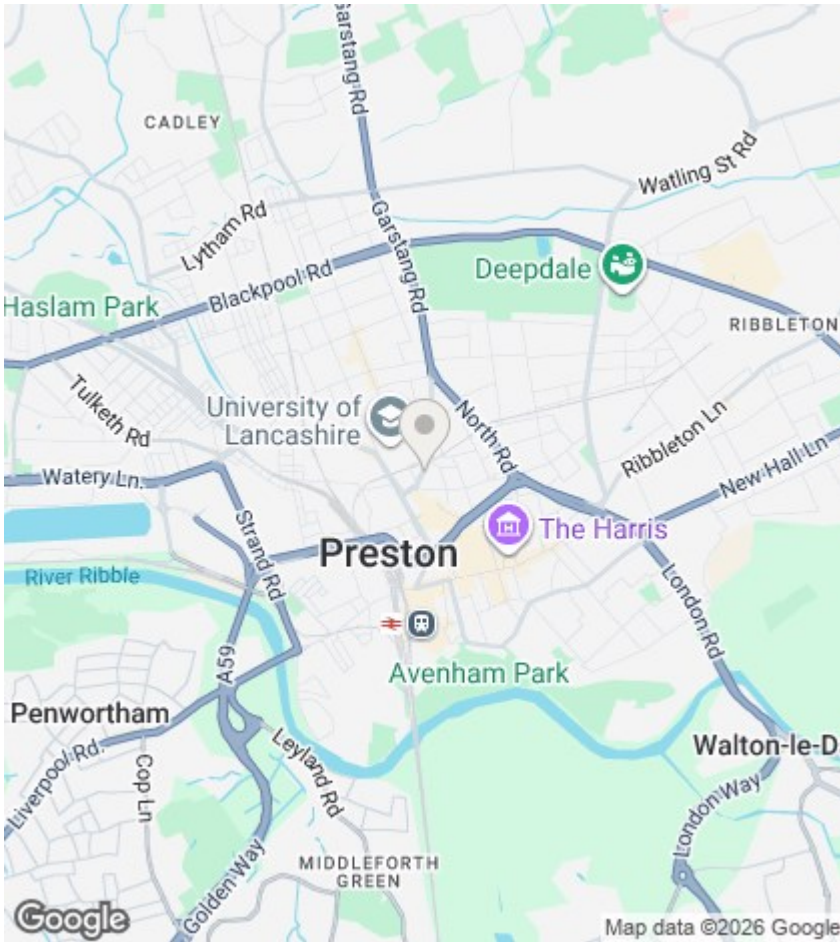 Garstang Rd
CADLEY
Watling St Rd
Lytham Rd
Garstang Rd
Deepdale
Blackpool Rd
Haslam Park
RIBBLETON
Tulketh Rd
University of
Lancashire
North Rd
Ribbleton Ln
New Hall Ln
Watery Ln.
Strand Rd
The Harris
Preston
River Ribble
London Rd
A59
Avenham Park
Penwortham
Walton-le-D
Liverpool Rd.
Cop Ln
Leyland Rd
London Way
Golden Way
MIDDLEFORTH
GREEN
Google
Map data ©2026 Google